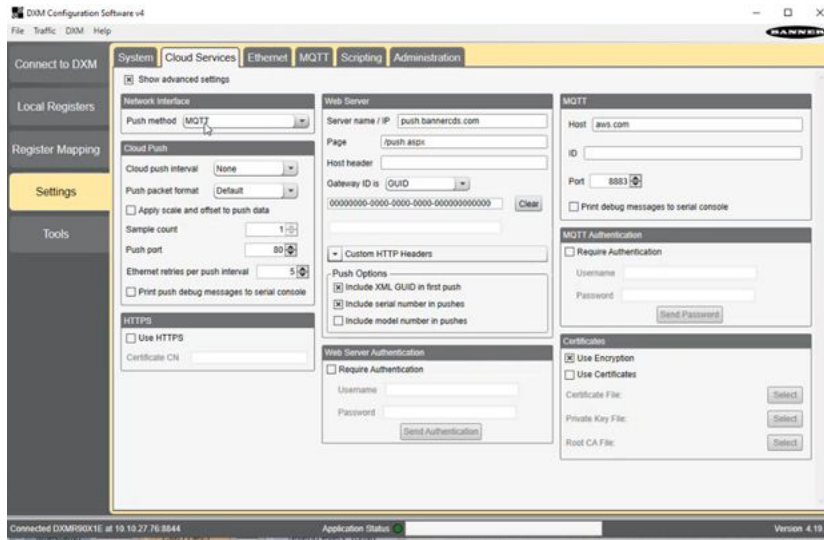 DXM Configuration Software v4
File Traffic DXM Help
BANNER
Connect to DXM
Local Registers
Register Mapping
Settings
Tools
System Cloud Services Ethernet MQTT Scripting Administration
Show advanced settings
Network Interface
Push method MQTT
Cloud Push
Cloud push interval None
Push packet format Default
Apply scale and offset to push data
Sample count 1
Push port 80
Ethernet retries per push interval 5
Print push debug messages to serial console
HTTPS
Use HTTPS
Certificate CN
Web Server
Server name / IP push.bannercds.com
Page /push.aspx
Host header
Gateway ID is GUID
00000000-0000-0000-0000-000000000000 Clear
Custom HTTP Headers
Push Options
Include XML GUID in first push
Include serial number in pushes
Include model number in pushes
Web Server Authentication
Require Authentication
Username
Password
Send Authentication
MQTT
Host aws.com
ID
Port 8883
Print debug messages to serial console
MQTT Authentication
Require Authentication
Username
Password
Send Password
Certificates
Use Encryption
Use Certificates
Certificate File: Select
Private Key File: Select
Root CA File: Select
Connected DXMR90X1E at 10.10.27.76:8844 Application Status Version 4.19